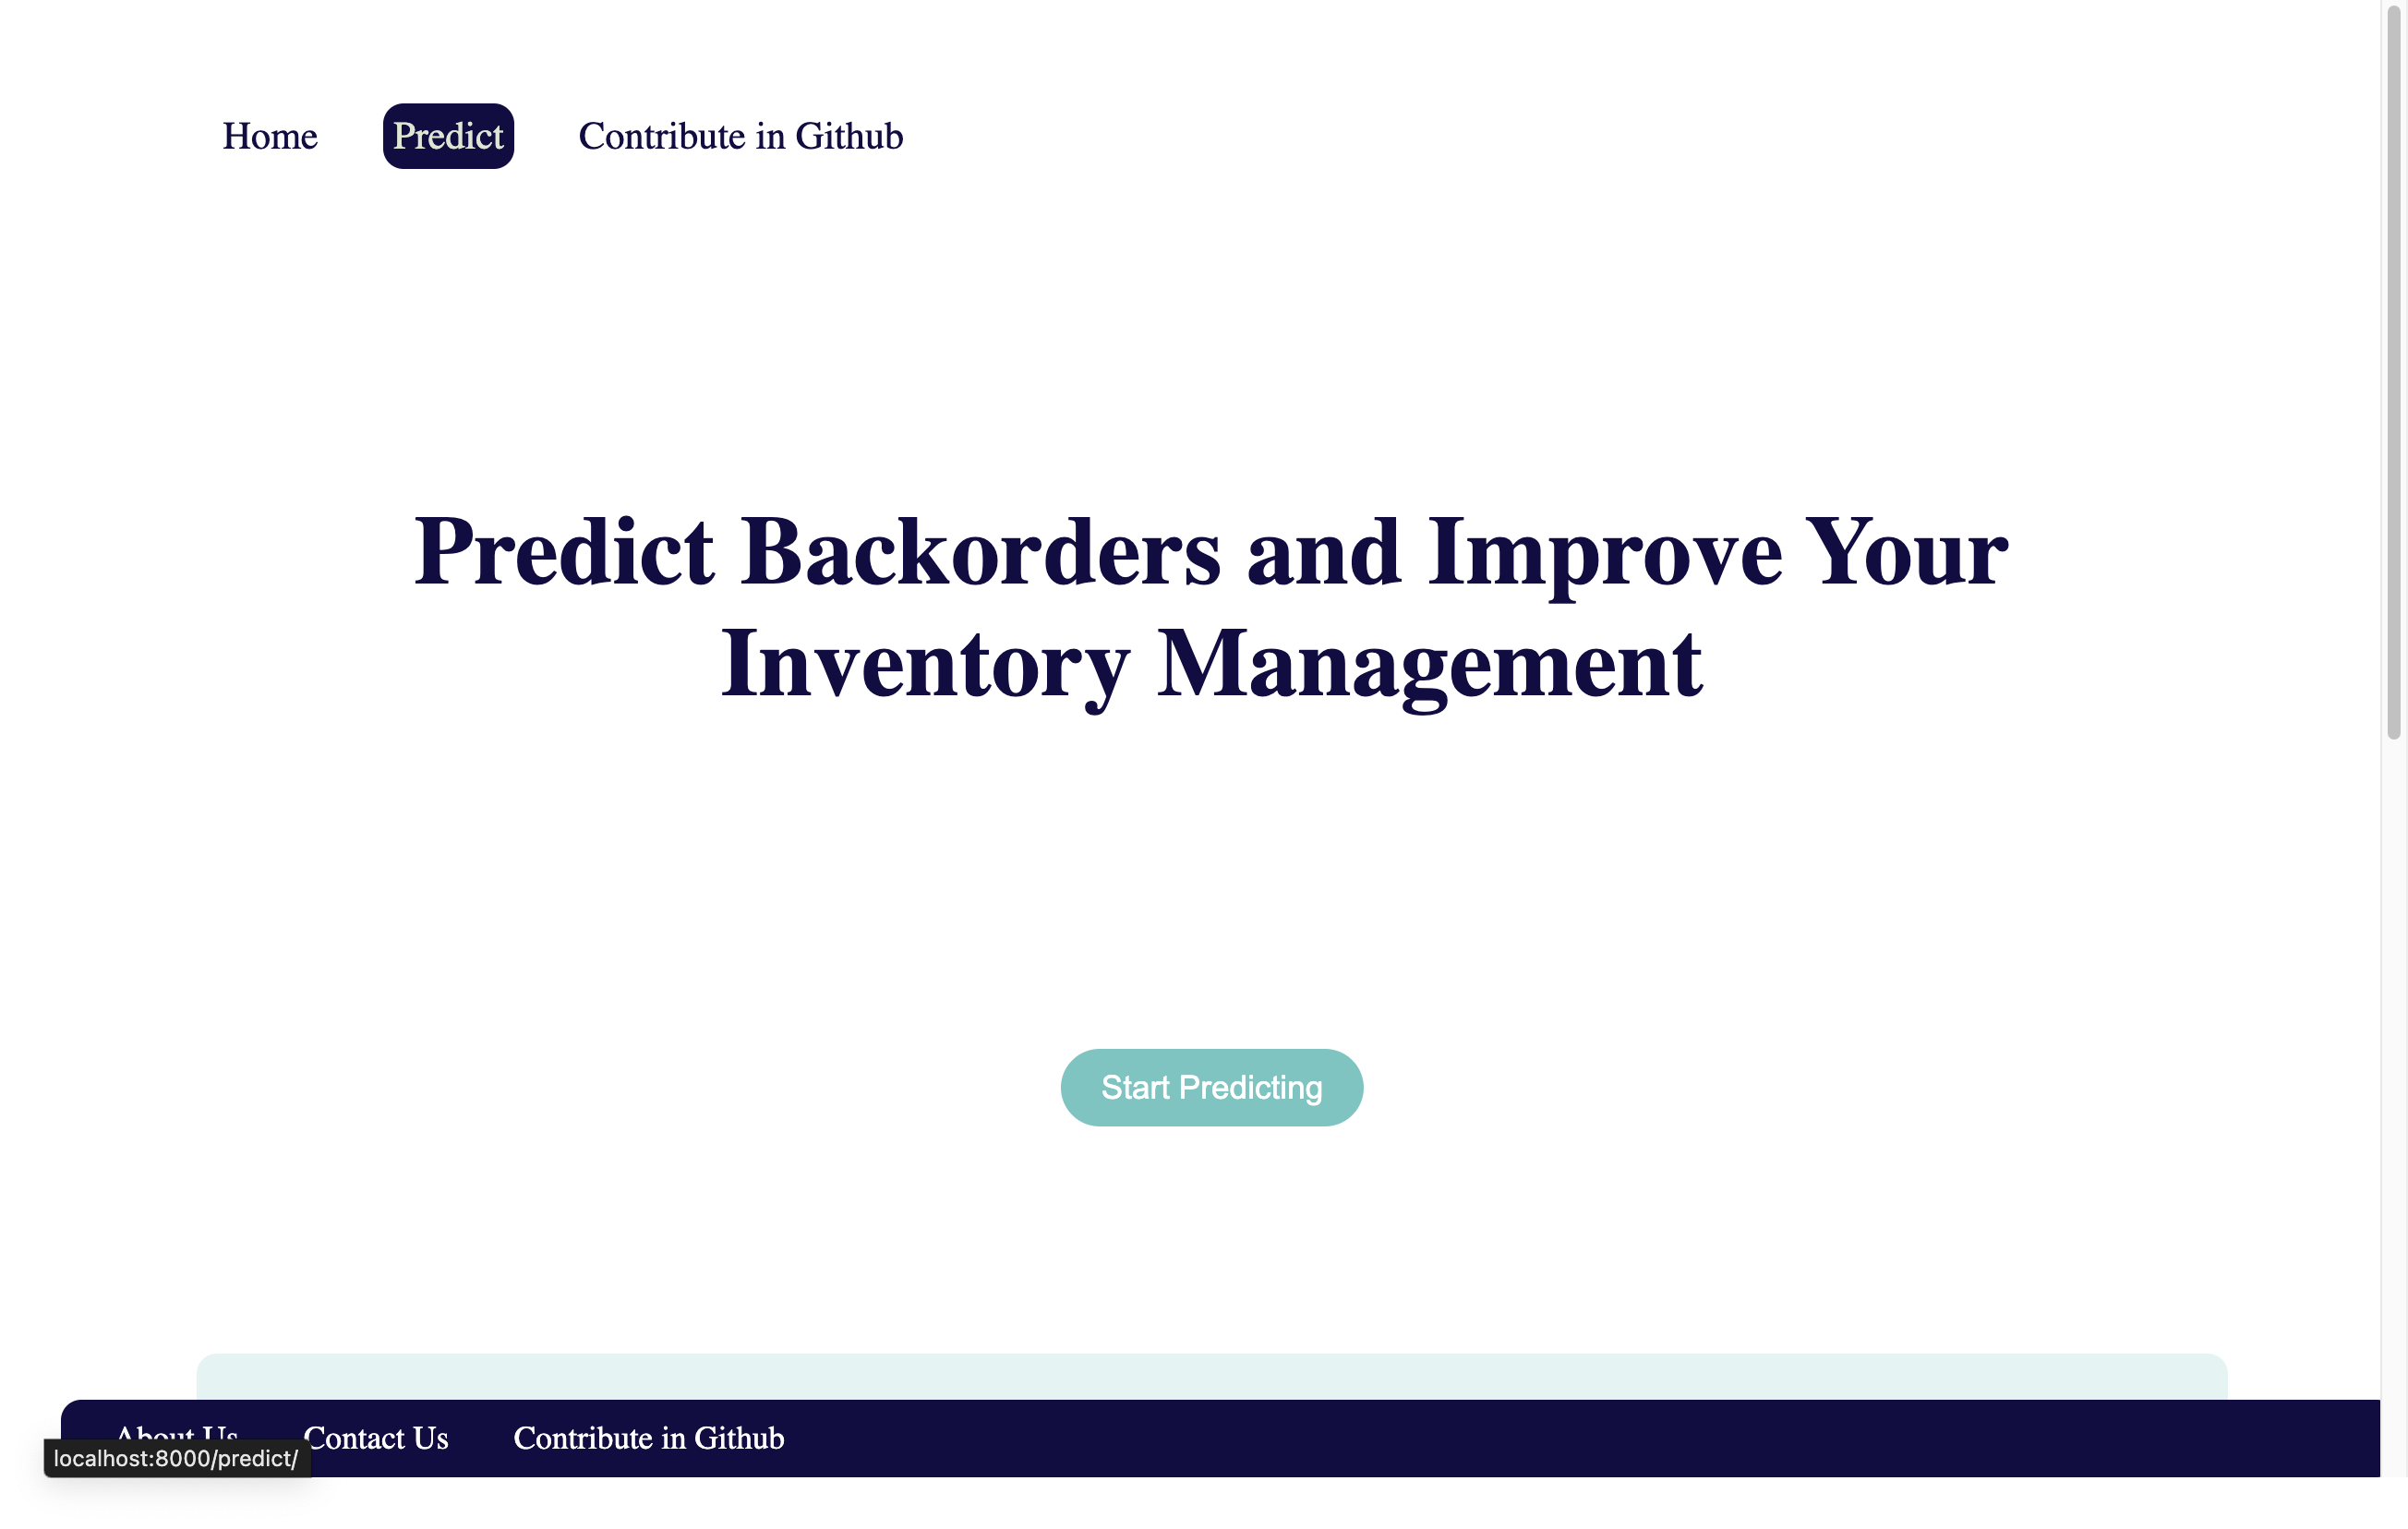 Home Predict Contribute in Github
Predict Backorders and Improve Your
Inventory Management
Start Predicting
About Us Contact Us Contribute in Github
localhost:8000/predict/